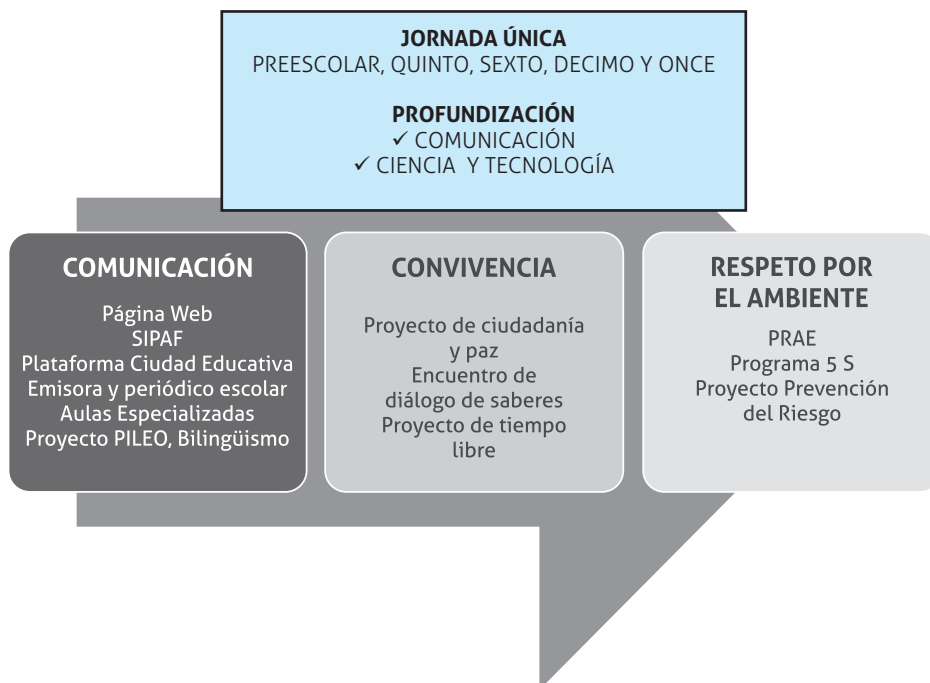 JORNADA ÚNICA
PREESCOLAR, QUINTO, SEXTO, DECIMO Y ONCE
PROFUNDIZACIÓN
✓ COMUNICACIÓN
✓ CIENCIA Y TECNOLOGÍA
COMUNICACIÓN
Página Web
SIPAF
Plataforma Ciudad Educativa
Emisora y periódico escolar
Aulas Especializadas
Proyecto PILEO, Bilingüismo
CONVIVENCIA
Proyecto de ciudadanía
y paz
Encuentro de
diálogo de saberes
Proyecto de tiempo
libre
RESPETO POR
EL AMBIENTE
PRAE
Programa 5 S
Proyecto Prevención
del Riesgo